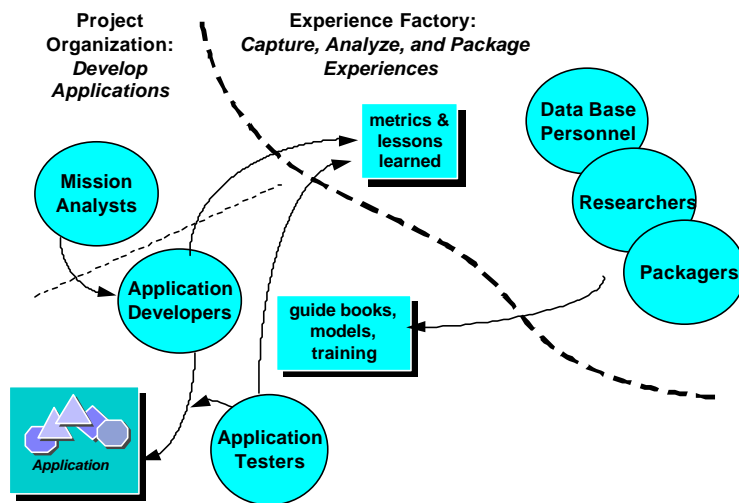 Project
Organization:
Develop
Applications
Experience Factory:
Capture, Analyze, and Package
Experiences
metrics &
lessons
learned
Data Base
Personnel
Mission
Analysts
Researchers
Application
Developers
Packagers
guide books,
models,
training
Application
Application
Testers